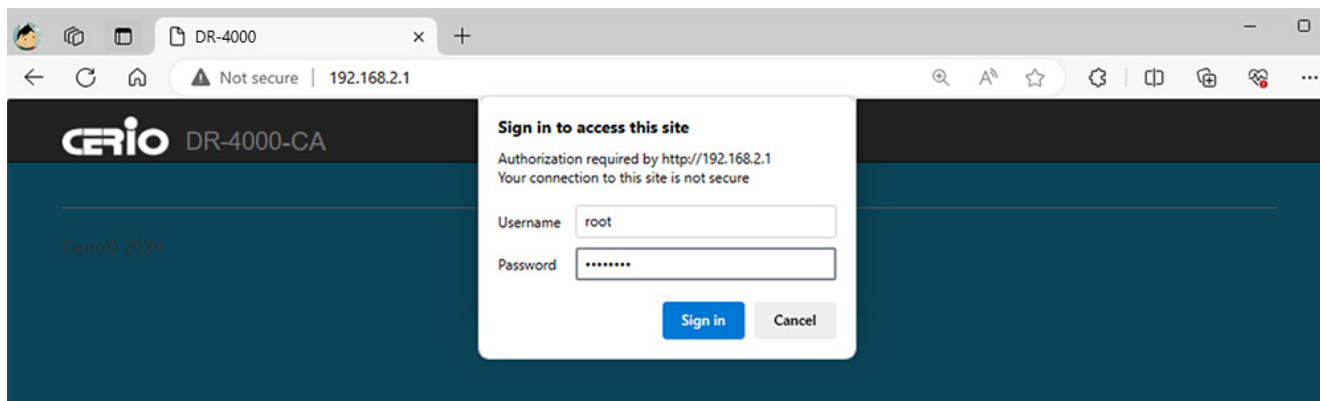 DR-4000
Not secure 192.168.2.1
CERIO DR-4000-CA
Sign in to access this site
Authorization required by http://192.168.2.1
Your connection to this site is not secure
Username root
Password ••••••••
Sign in Cancel
Cerio© 2024